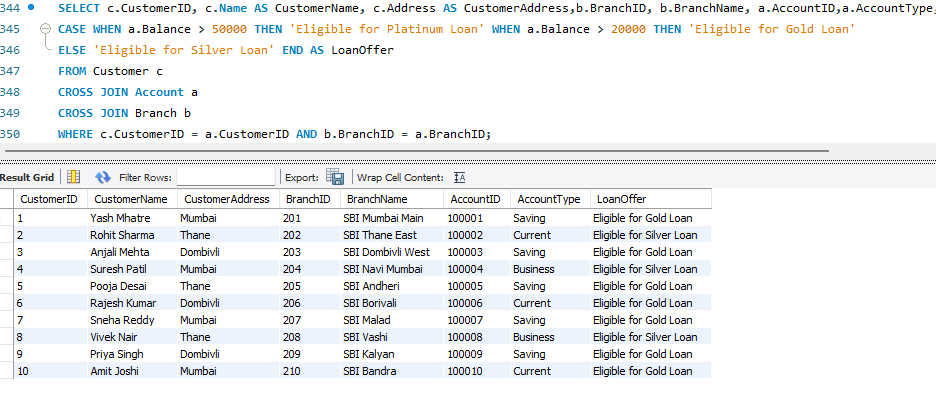 344 SELECT c.CustomerID, c.Name AS CustomerName, c.Address AS CustomerAddress,b.BranchID, b.BranchName, a.AccountID,a.AccountType,
345 CASE WHEN a.Balance > 50000 THEN 'Eligible for Platinum Loan' WHEN a.Balance > 20000 THEN 'Eligible for Gold Loan'
346 ELSE 'Eligible for Silver Loan' END AS LoanOffer
347 FROM Customer c
348 CROSS JOIN Account a
349 CROSS JOIN Branch b
350 WHERE c.CustomerID = a.CustomerID AND b.BranchID = a.BranchID;
Result Grid Filter Rows: Export: Wrap Cell Content: IA
CustomerID CustomerName CustomerAddress BranchID BranchName AccountID AccountType LoanOffer
1 Yash Mhatre Mumbai 201 SBI Mumbai Main 100001 Saving Eligible for Gold Loan
2 Rohit Sharma Thane 202 SBI Thane East 100002 Current Eligible for Silver Loan
3 Anjali Mehta Dombivli 203 SBI Dombivli West 100003 Saving Eligible for Gold Loan
4 Suresh Patil Mumbai 204 SBI Navi Mumbai 100004 Business Eligible for Silver Loan
5 Pooja Desai Thane 205 SBI Andheri 100005 Saving Eligible for Gold Loan
6 Rajesh Kumar Dombivli 206 SBI Borivali 100006 Current Eligible for Gold Loan
7 Sneha Reddy Mumbai 207 SBI Malad 100007 Saving Eligible for Gold Loan
8 Vivek Nair Thane 208 SBI Vashi 100008 Business Eligible for Silver Loan
9 Priya Singh Dombivli 209 SBI Kalyan 100009 Saving Eligible for Gold Loan
10 Amit Joshi Mumbai 210 SBI Bandra 100010 Current Eligible for Gold Loan